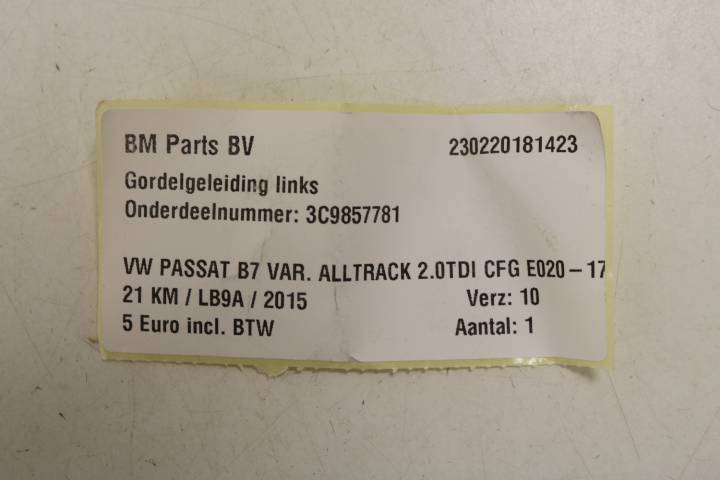 BM Parts BV 230220181423
Gordelgeleiding links
Onderdeelnummer: 3C9857781
VW PASSAT B7 VAR. ALLTRACK 2.0TDI CFG E020-17
21 KM / LB9A / 2015 Verz: 10
5 Euro incl. BTW Aantal: 1